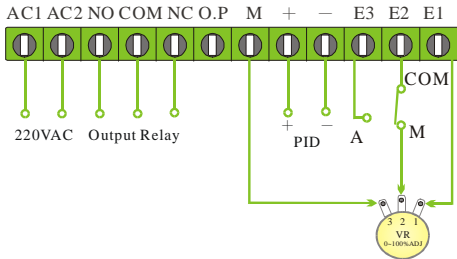 AC1 AC2 NO COM NC O.P M + − E3 E2 E1
COM
220VAC Output Relay
+ −
PID
A
M
3 2 1
VR
0~100%ADJ